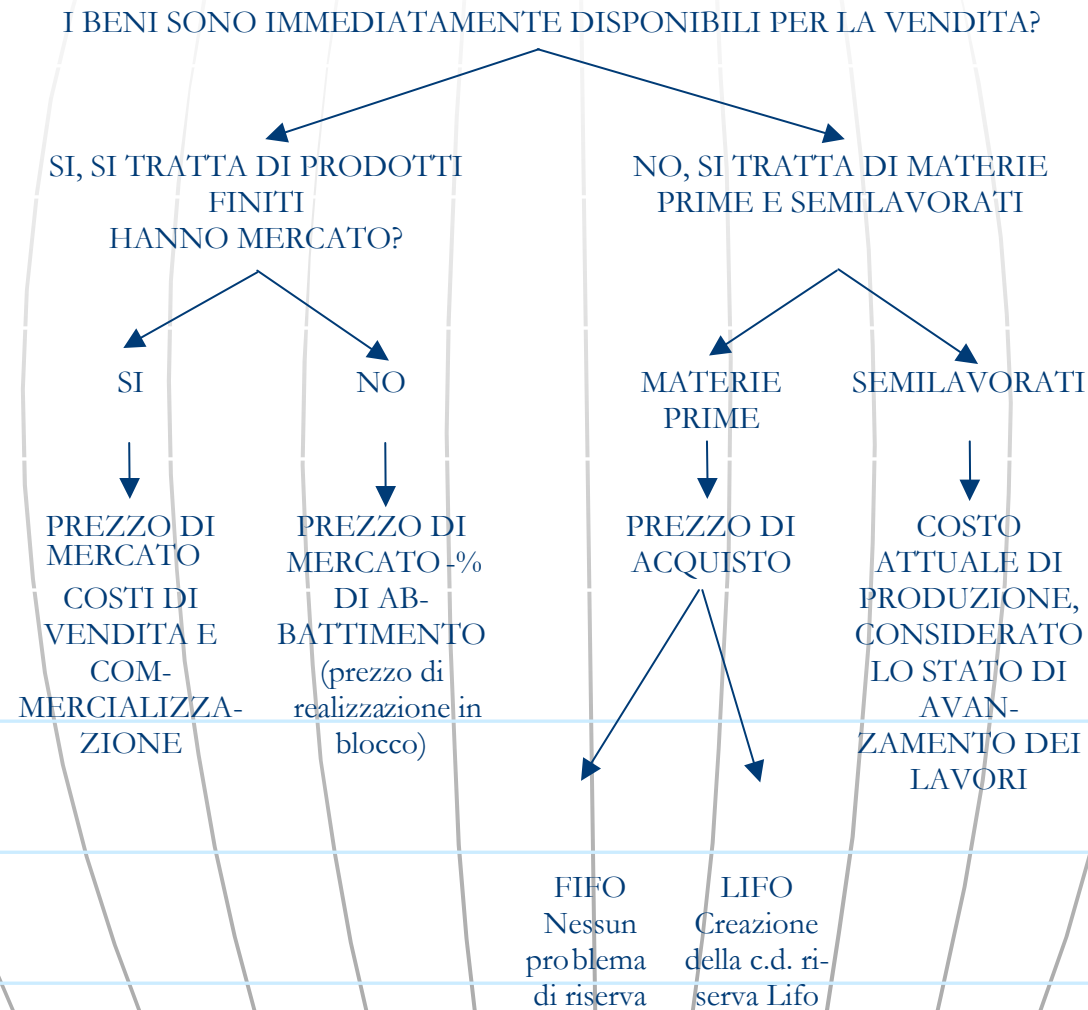 I BENI SONO IMMEDIATAMENTE DISPONIBILI PER LA VENDITA?
SI, SI TRATTA DI PRODOTTI
FINITI
HANNO MERCATO?
NO, SI TRATTA DI MATERIE
PRIME E SEMILAVORATI
SI
NO
MATERIE
PRIME
SEMILAVORATI
PREZZO DI
MERCATO
COSTI DI
VENDITA E
COM-
MERCIALIZZA-
ZIONE
PREZZO DI
MERCATO -%
DI AB-
BATTIMENTO
(prezzo di
realizzazione in
blocco)
PREZZO DI
ACQUISTO
COSTO
ATTUALE DI
PRODUZIONE,
CONSIDERATO
LO STATO DI
AVAN-
ZAMENTO DEI
LAVORI
FIFO
Nessun
problema
di riserva
LIFO
Creazione
della c.d. ri-
serva Lifo